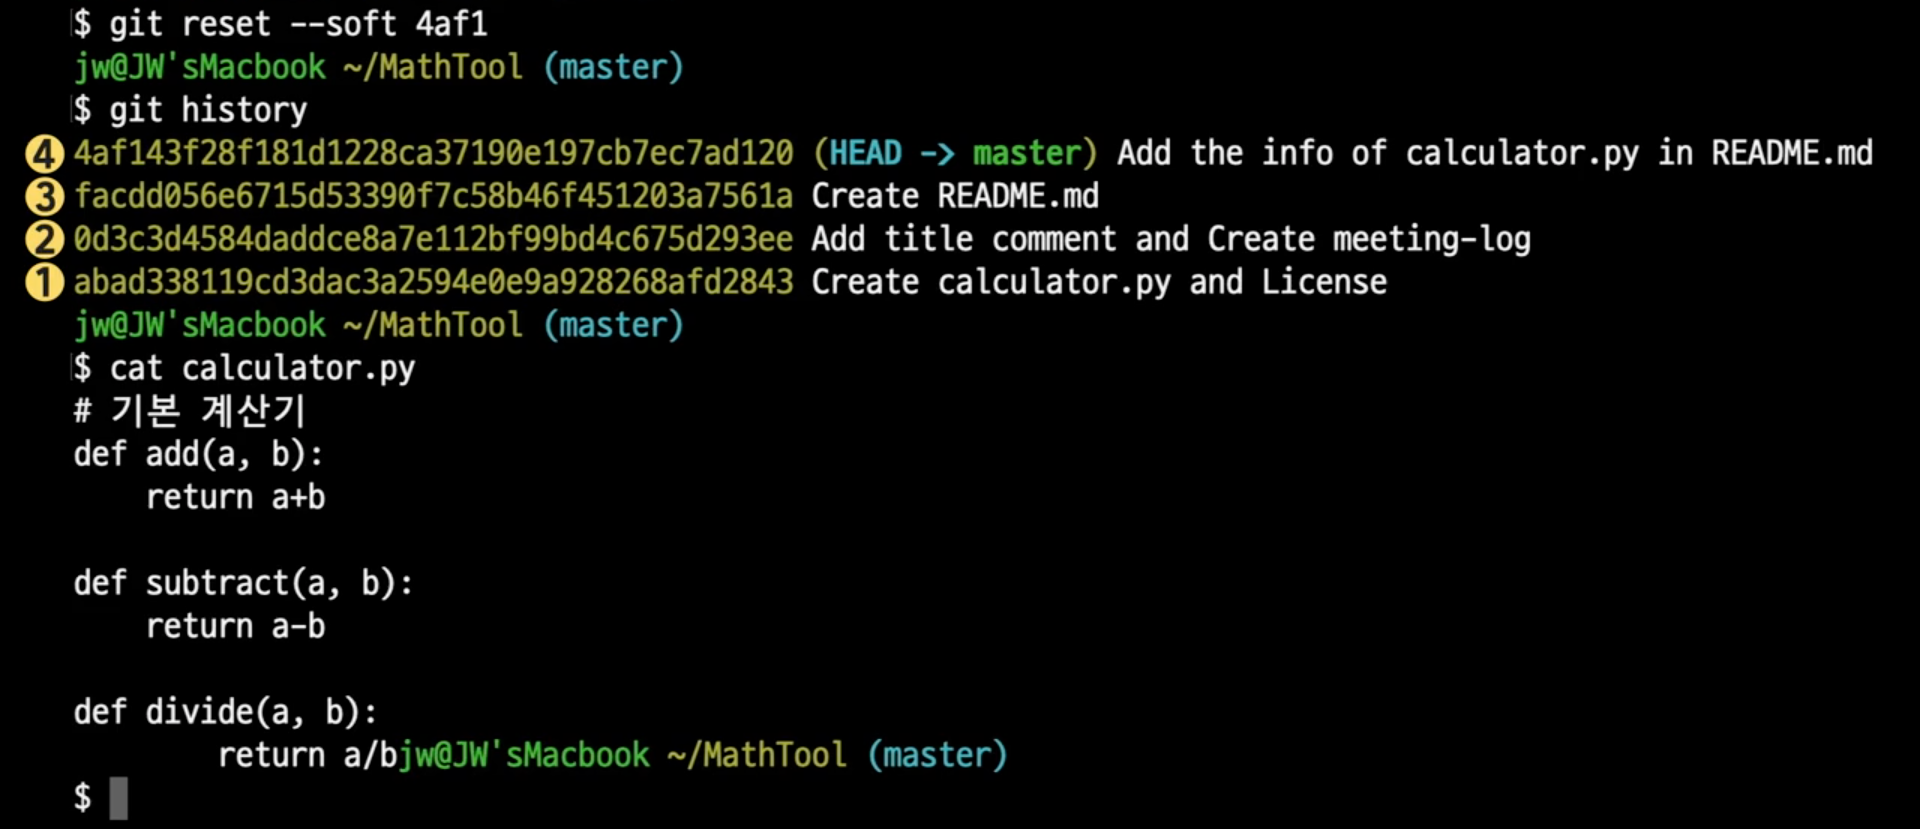 $ git reset --soft 4af1
jw@JW'sMacbook ~/MathTool (master)
$ git history
4 4af143f28f181d1228ca37190e197cb7ec7ad120 (HEAD -> master) Add the info of calculator.py in README.md
3 facdd056e6715d53390f7c58b46f451203a7561a Create README.md
2 0d3c3d4584daddce8a7e112bf99bd4c675d293ee Add title comment and Create meeting-log
1 abad338119cd3dac3a2594e0e9a928268afd2843 Create calculator.py and License
jw@JW'sMacbook ~/MathTool (master)
$ cat calculator.py
# 기본 계산기
def add(a, b):
    return a+b
def subtract(a, b):
    return a-b
def divide(a, b):
        return a/bjw@JW'sMacbook ~/MathTool (master)
$